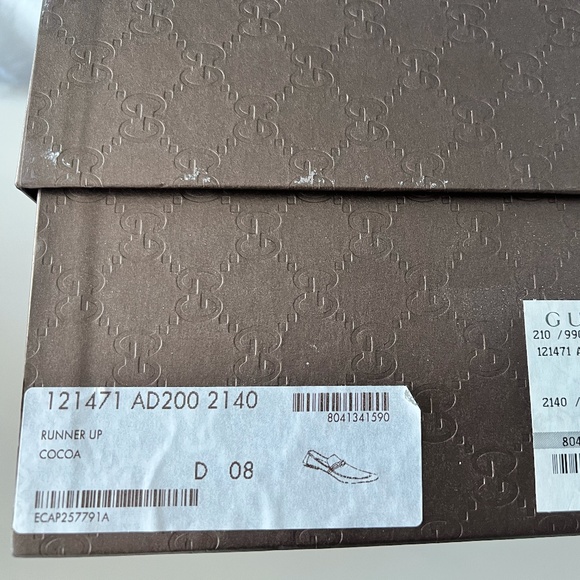 121471 AD200 2140
8041341590
RUNNER UP
COCOA
D 08
ECAP257791A
GU
210 /990
121471 A
2140 /
804